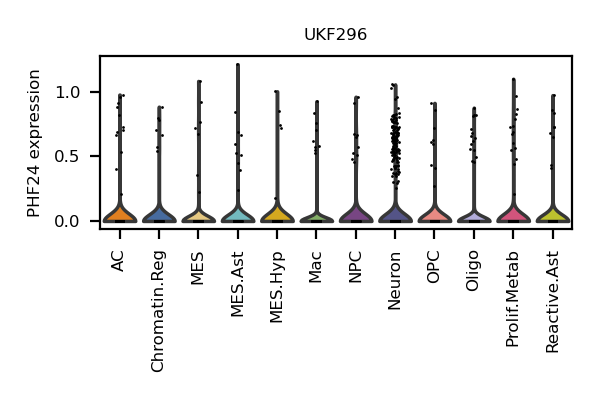 UKF296
PHF24 expression
1.0
0.5
0.0
AC
Chromatin.Reg
MES
MES.Ast
MES.Hyp
Mac
NPC
Neuron
OPC
Oligo
Prolif.Metab
Reactive.Ast